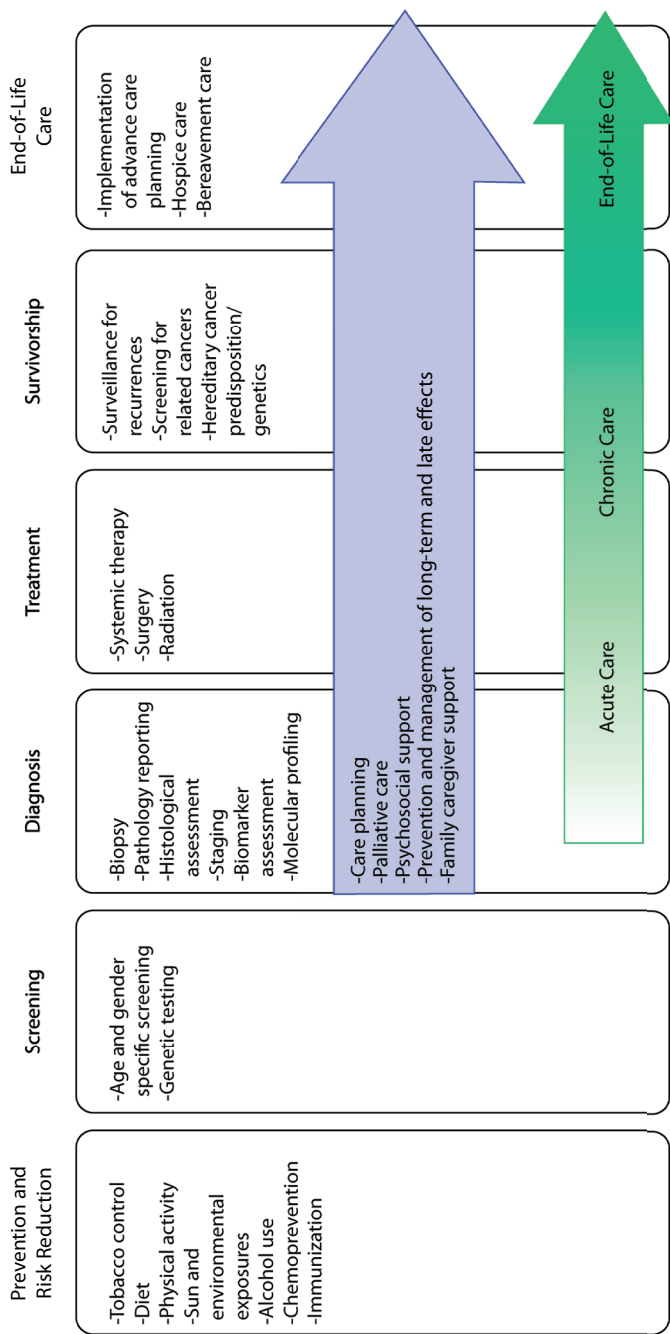 Prevention and
Risk Reduction
-Tobacco control
-Diet
-Physical activity
-Sun and
environmental
exposures
-Alcohol use
-Chemoprevention
-Immunization
Screening
-Age and gender
specific screening
-Genetic testing
Diagnosis
-Biopsy
-Pathology reporting
-Histological
assessment
-Staging
-Biomarker
assessment
-Molecular profiling
Treatment
-Systemic therapy
-Surgery
-Radiation
Survivorship
-Surveillance for
recurrences
-Screening for
related cancers
-Hereditary cancer
predisposition/
genetics
End-of-Life
Care
-Implementation
of advance care
planning
-Hospice care
-Bereavement care
-Care planning
-Palliative care
-Psychosocial support
-Prevention and management of long-term and late effects
-Family caregiver support
Acute Care
Chronic Care
End-of-Life Care